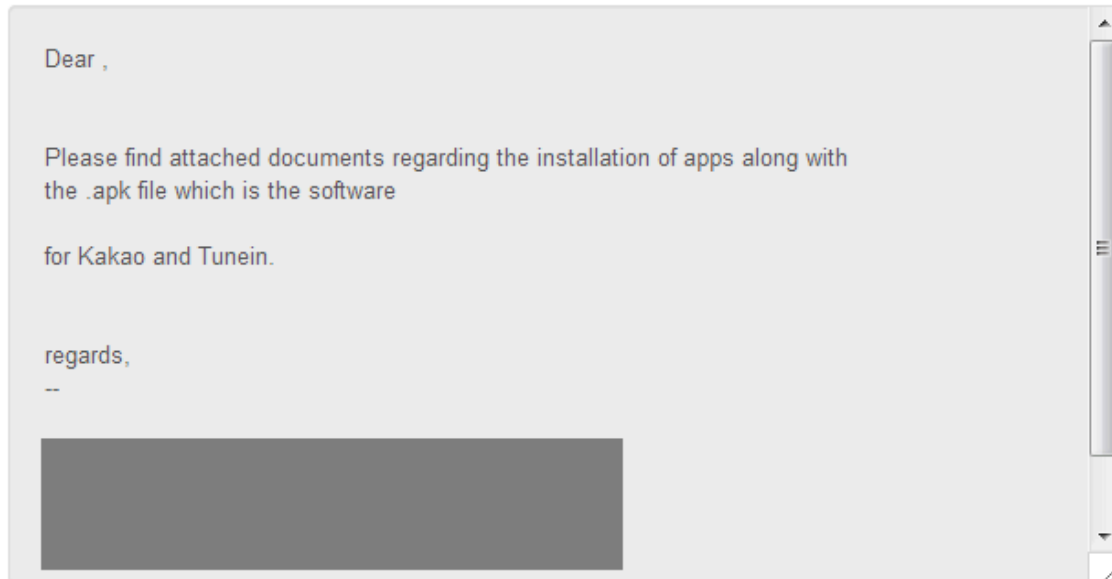 Dear ,
Please find attached documents regarding the installation of apps along with
the .apk file which is the software
for Kakao and Tunein.
regards,
--